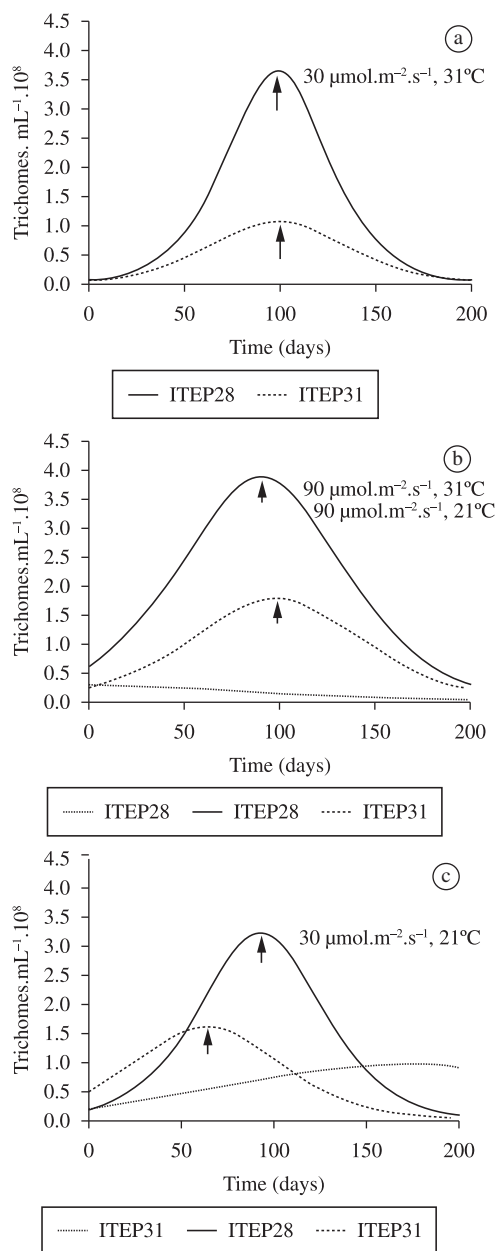 4.5
4.0
3.5
3.0
2.5
2.0
1.5
1.0
0.5
0.0
Trichomes. mL⁻¹.10⁸
a
30 µmol.m⁻².s⁻¹, 31ºC
0 50 100 150 200
Time (days)
ITEP28 ITEP31
4.5
4.0
3.5
3.0
2.5
2.0
1.5
1.0
0.5
0.0
Trichomes.mL⁻¹.10⁸
b
90 µmol.m⁻².s⁻¹, 31ºC
90 µmol.m⁻².s⁻¹, 21ºC
0 50 100 150 200
Time (days)
ITEP28 ITEP28 ITEP31
4.5
4.0
3.5
3.0
2.5
2.0
1.5
1.0
0.5
0.0
Trichomes.mL⁻¹.10⁸
c
30 µmol.m⁻².s⁻¹, 21ºC
0 50 100 150 200
Time (days)
ITEP31 ITEP28 ITEP31